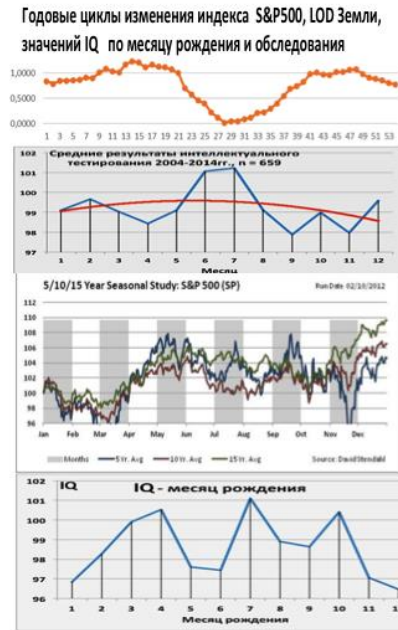 Годовые циклы изменения индекса S&P500, LOD Земли,
значений IQ по месяцу рождения и обследования
1,0000
0,5000
0,0000
1 3 5 7 9 11 13 15 17 19 21 23 25 27 29 31 33 35 37 39 41 43 45 47 49 51 53
Средние результаты интеллектуального
тестирования 2004-2014гг., n = 659
102
101
100
99
98
97
1 2 3 4 5 6 7 8 9 10 11 12
Месяц
5/10/15 Year Seasonal Study: S&P 500 (SP) Run Date 02/10/2012
112
110
108
106
104
102
100
98
96
Jan Feb Mar Apr May Jun Jul Aug Sep Oct Nov Dec
Months 5 Yr. Avg 10 Yr. Avg 15 Yr. Avg Source: David Stendahl
IQ IQ - месяц рождения
102
101
100
99
98
97
96
1 2 3 4 5 6 7 8 9 10 11
Месяц рождения